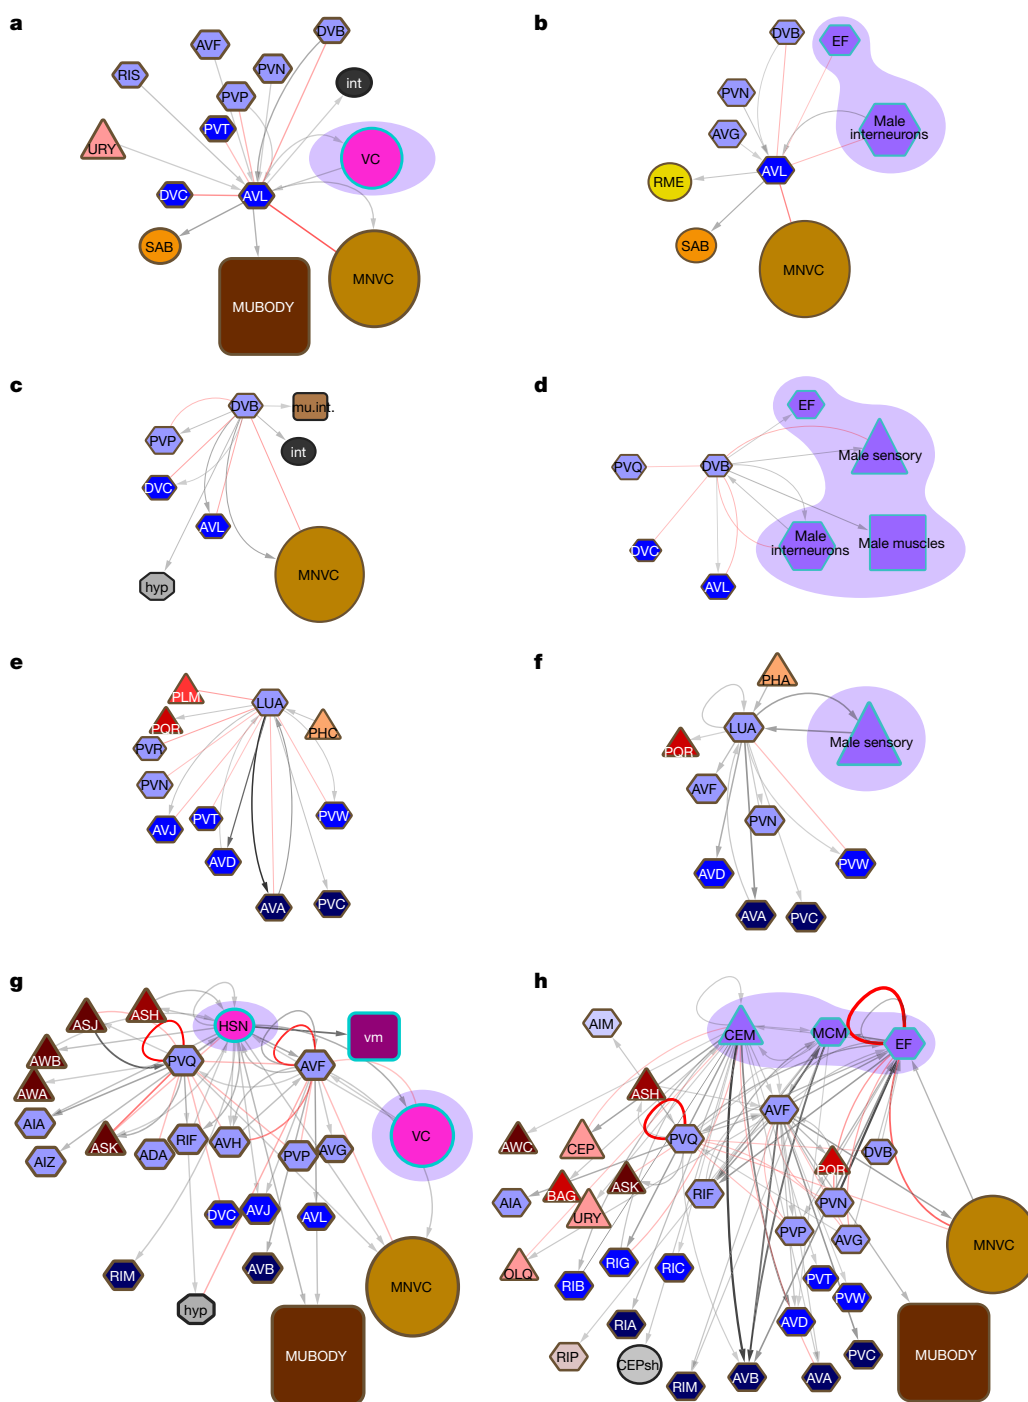 a
AVF
DVB
RIS
PVN
int
PVP
PVT
URY
VC
DVC
AVL
SAB
MNVC
MUBODY
b
DVB
EF
PVN
Male
interneurons
AVG
AVL
RME
SAB
MNVC
c
DVB
mu.int.
PVP
int
DVC
AVL
MNVC
hyp
d
EF
Male sensory
PVQ
DVB
Male
interneurons
Male muscles
DVC
AVL
e
PLM
LUA
PQR
PHC
PVR
PVN
AVJ
PVT
PVW
AVD
AVA
PVC
f
PHA
LUA
Male sensory
PQR
AVF
PVN
AVD
PVW
AVA
PVC
g
ASJ
ASH
HSN
vm
AWB
PVQ
AVF
AWA
AIA
VC
ASK
RIF
AVH
AIZ
ADA
PVP
AVG
DVC
AVJ
AVL
RIM
AVB
MNVC
hyp
MUBODY
h
AIM
CEM
MCM
EF
ASH
AVF
AWC
CEP
PVQ
DVB
PQR
ASK
BAG
RIF
AIA
URY
PVN
PVP
AVG
MNVC
OLQ
RIG
RIC
RIB
PVT
PVW
RIA
AVD
RIP
CEPsh
PVC
MUBODY
RIM
AVB
AVA